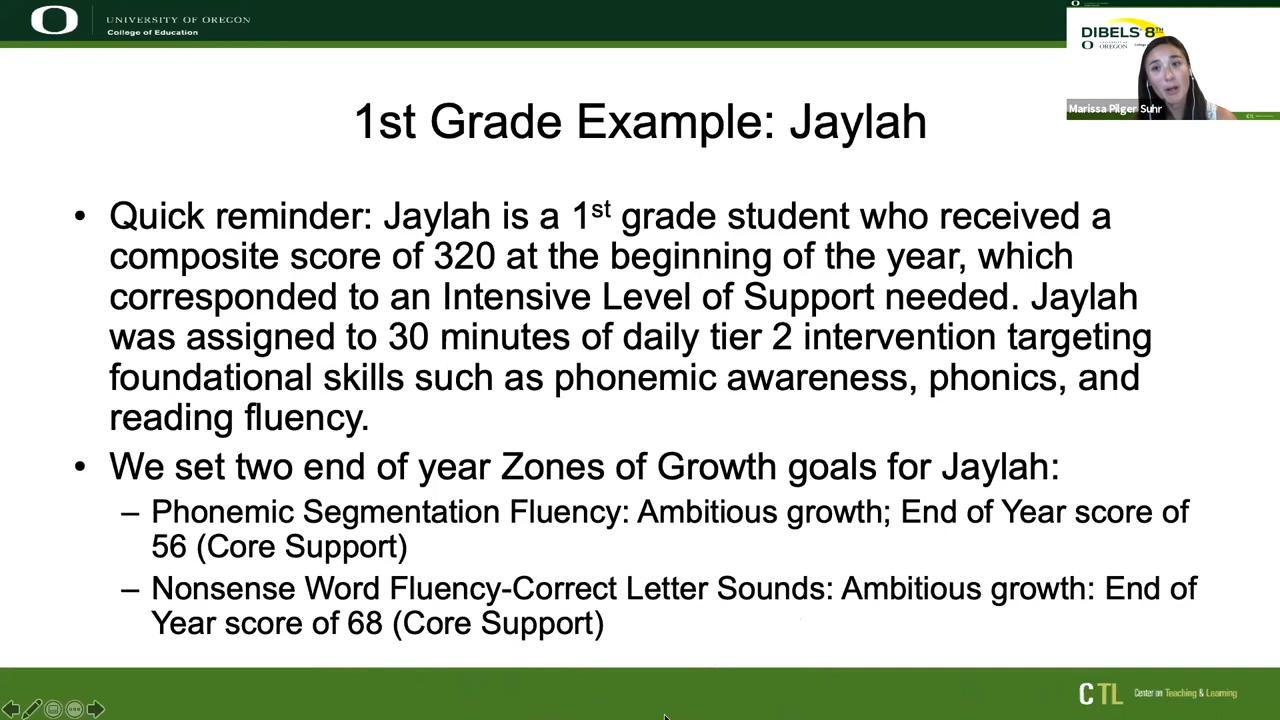 UNIVERSITY OF OREGON
College of Education
DIBELS 8TH
OREGON
Marissa Pilger Suhr
1st Grade Example: Jaylah
• Quick reminder: Jaylah is a 1st grade student who received a
composite score of 320 at the beginning of the year, which
corresponded to an Intensive Level of Support needed. Jaylah
was assigned to 30 minutes of daily tier 2 intervention targeting
foundational skills such as phonemic awareness, phonics, and
reading fluency.
• We set two end of year Zones of Growth goals for Jaylah:
– Phonemic Segmentation Fluency: Ambitious growth; End of Year score of
56 (Core Support)
– Nonsense Word Fluency-Correct Letter Sounds: Ambitious growth: End of
Year score of 68 (Core Support)
CTL Center on Teaching & Learning